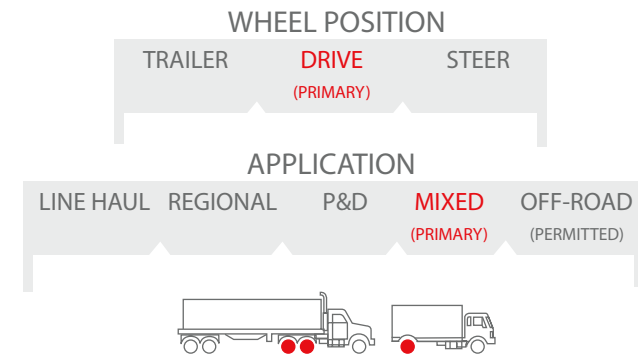 WHEEL POSITION
TRAILER DRIVE STEER
(PRIMARY)
APPLICATION
LINE HAUL REGIONAL P&D MIXED OFF-ROAD
(PRIMARY) (PERMITTED)